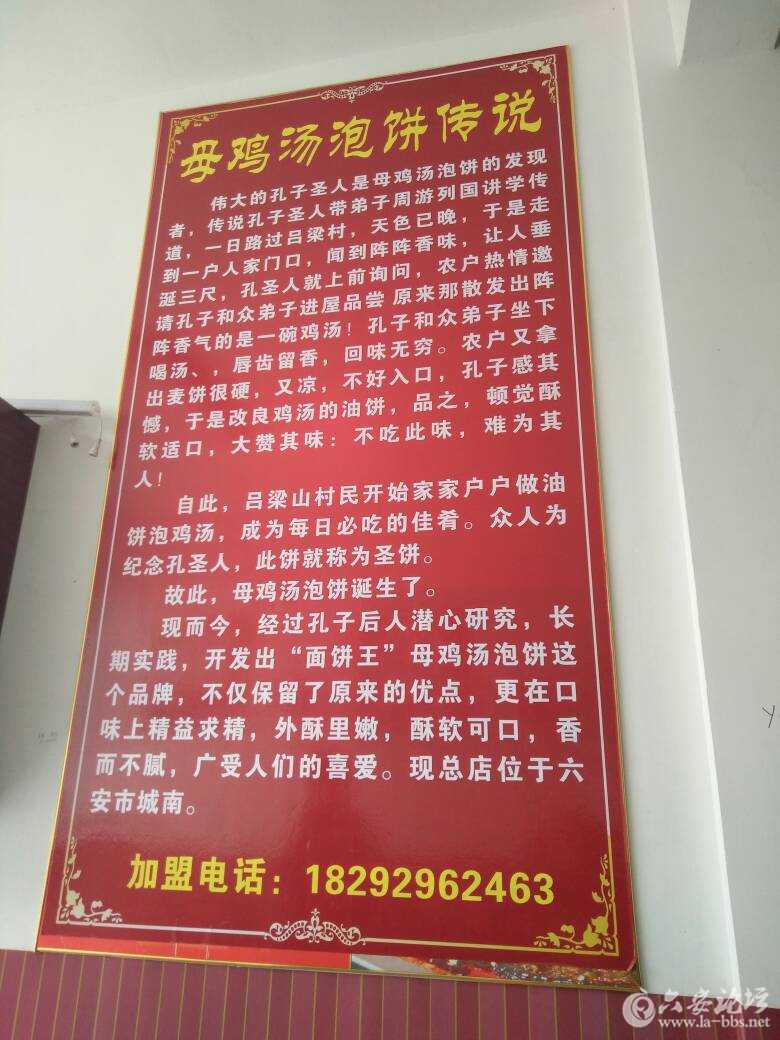 母鸡汤泡饼传说
伟大的孔子圣人是母鸡汤泡饼的发现
者，传说孔子圣人带弟子周游列国讲学传
道，一日路过吕梁村，天色已晚，于是走
到一户人家门口，闻到阵阵香味，让人垂
涎三尺，孔圣人就上前询问，农户热情邀
请孔子和众弟子进屋品尝 原来那散发出阵
阵香气的是一碗鸡汤！孔子和众弟子坐下
喝汤、，唇齿留香，回味无穷。农户又拿
出麦饼很硬，又凉，不好入口，孔子感其
憾，于是改良鸡汤的油饼，品之，顿觉酥
软适口，大赞其味：不吃此味，难为其
人！
自此，吕梁山村民开始家家户户做油
饼泡鸡汤，成为每日必吃的佳肴。众人为
纪念孔圣人，此饼就称为圣饼。
故此，母鸡汤泡饼诞生了。
现而今，经过孔子后人潜心研究，长
期实践，开发出“面饼王”母鸡汤泡饼这
个品牌，不仅保留了原来的优点，更在口
味上精益求精，外酥里嫩，酥软可口，香
而不腻，广受人们的喜爱。现总店位于六
安市城南。
加盟电话：18292962463
六安论坛
www.la-bbs.net